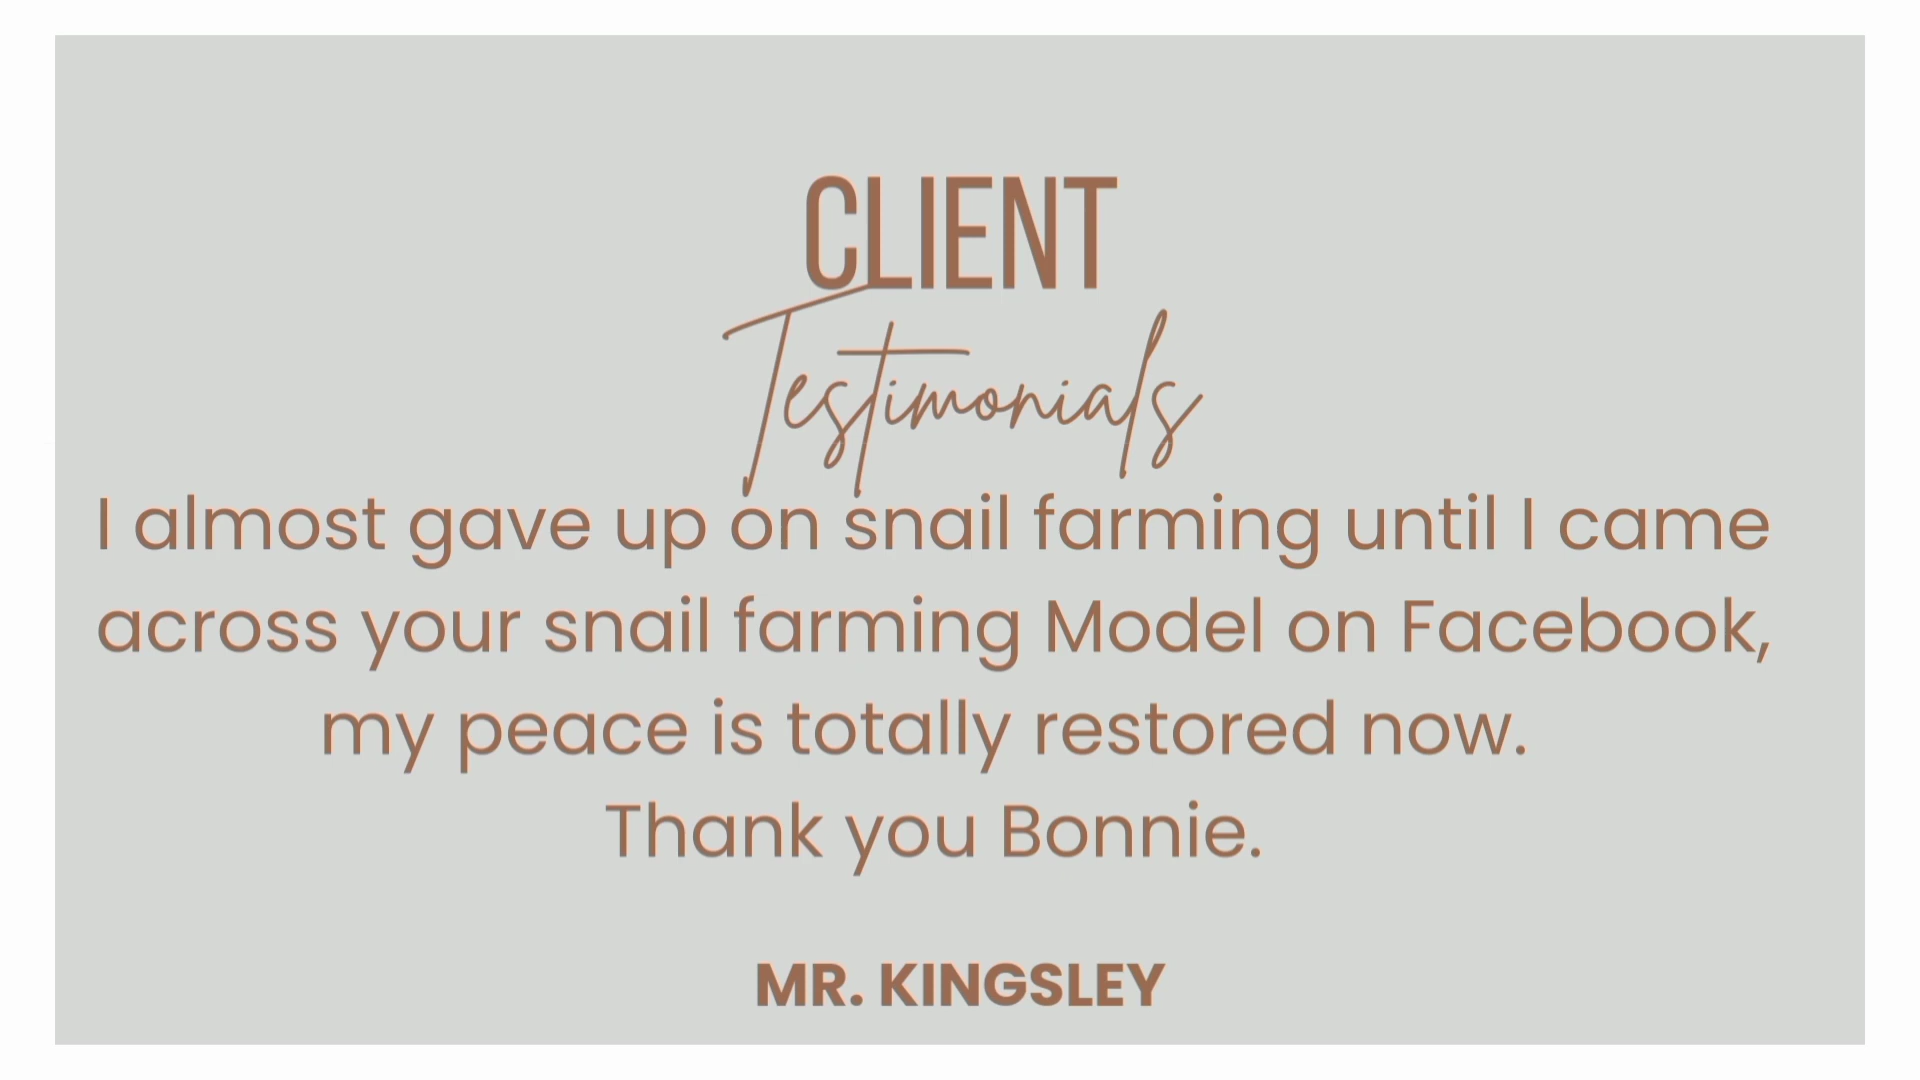 CLIENT
Testimonials
I almost gave up on snail farming until I came
across your snail farming Model on Facebook,
my peace is totally restored now.
Thank you Bonnie.
MR. KINGSLEY